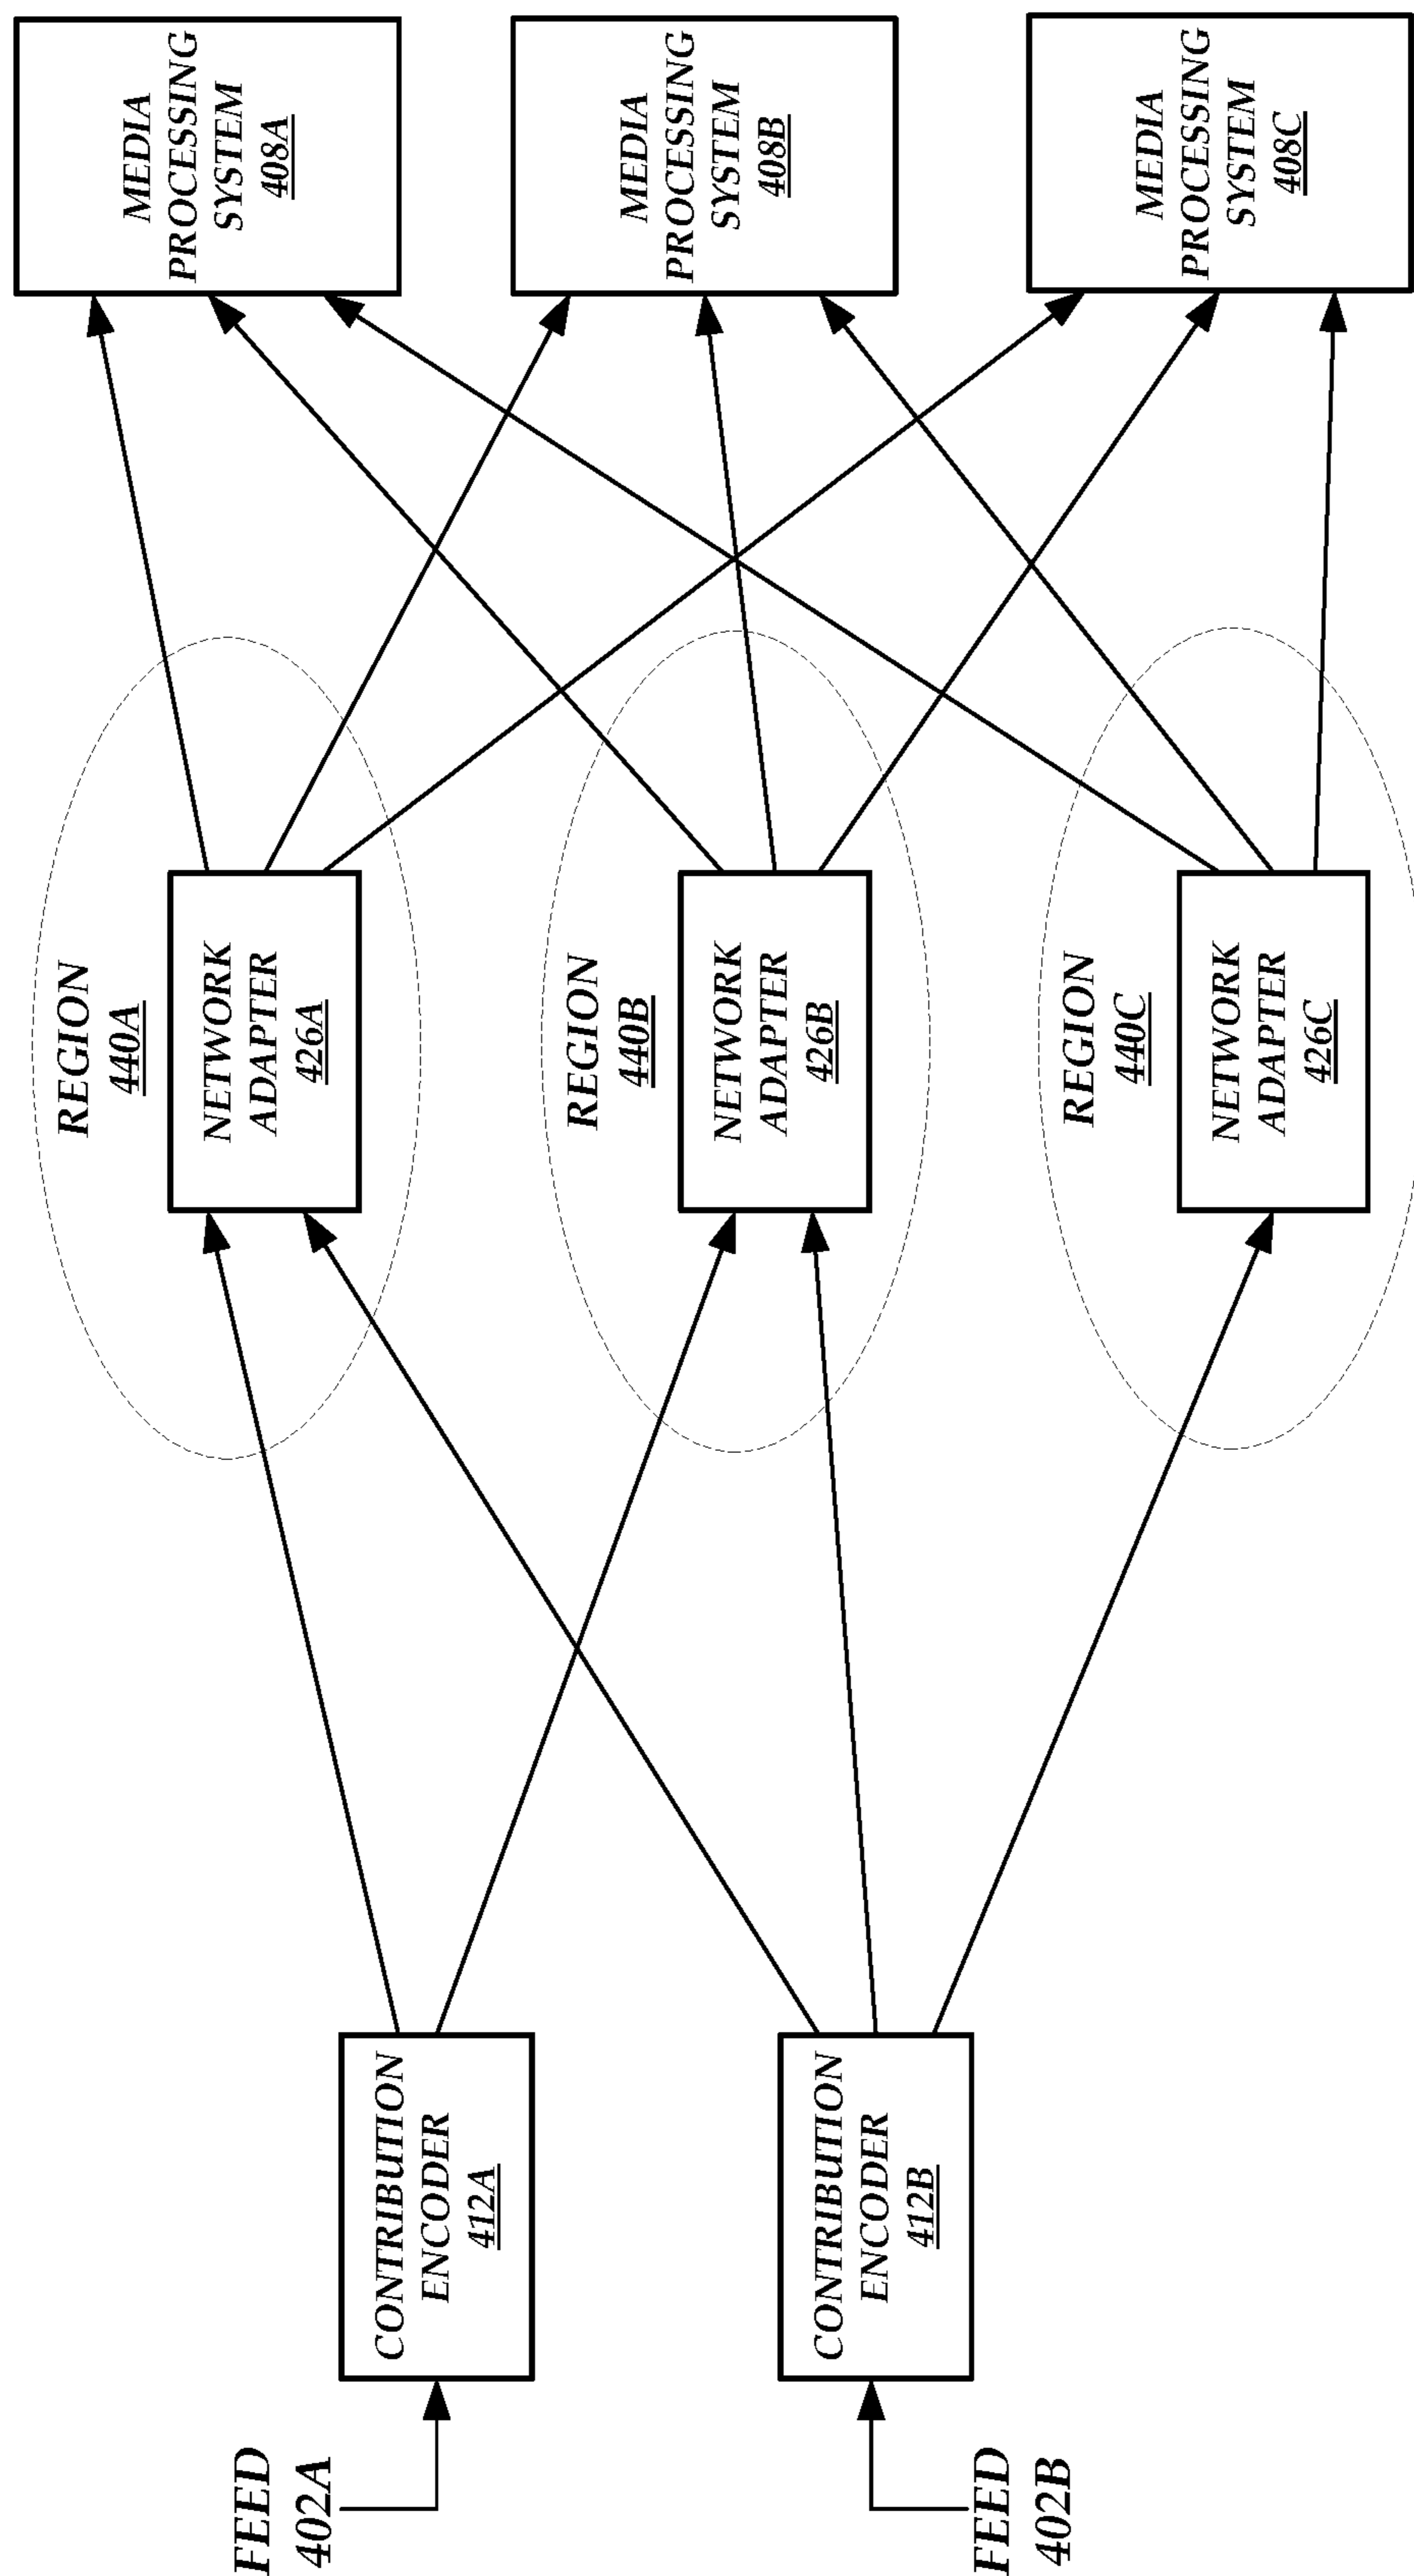 FEED
402A
FEED
402B
CONTRIBUTION
ENCODER
412A
CONTRIBUTION
ENCODER
412B
REGION
440A
NETWORK
ADAPTER
426A
REGION
440B
NETWORK
ADAPTER
426B
REGION
440C
NETWORK
ADAPTER
426C
MEDIA
PROCESSING
SYSTEM
408A
MEDIA
PROCESSING
SYSTEM
408B
MEDIA
PROCESSING
SYSTEM
408C